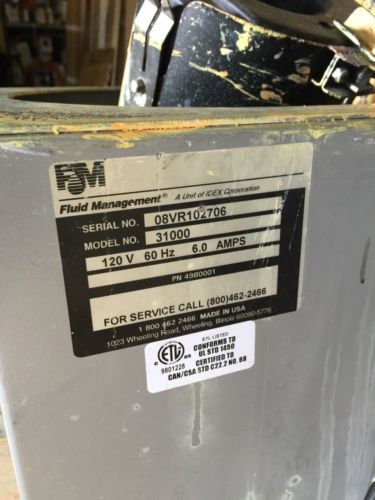 FM
Fluid Management® A Unit of IDEX Corporation
SERIAL NO. 08VR102706
MODEL NO. 31000
120 V 60 Hz 6.0 AMPS
PN 49B0001
FOR SERVICE CALL (800)462-2466
1 800 462 2466 MADE IN USA
1023 Wheeling Road, Wheeling, Illinois 60090-5776
ETL LISTED
CONFORMS TO
UL STD 1450
CERTIFIED TO
CAN/CSA STD C22.2 NO. 68
ETL
c us
9801228